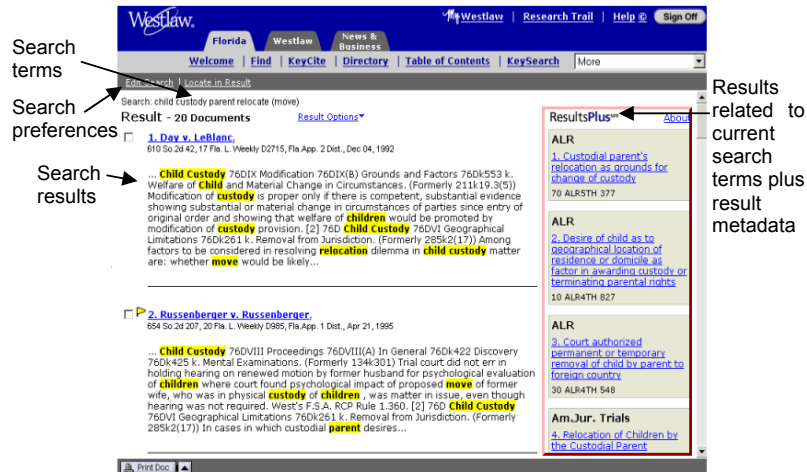 Westlaw.
My Westlaw | Research Trail | Help © Sign Off
Florida Westlaw News & Business
Welcome | Find | KeyCite | Directory | Table of Contents | KeySearch More
Edit Search | Locate in Result
Search: child custody parent relocate (move)
Result - 20 Documents Result Options
1. Day v. LeBlanc,
610 So.2d 42, 17 Fla. L. Weekly D2715, Fla.App. 2 Dist., Dec 04, 1992
... Child Custody 76DIX Modification 76DIX(B) Grounds and Factors 76Dk553 k.
Welfare of Child and Material Change in Circumstances. (Formerly 211k19.3(5))
Modification of custody is proper only if there is competent, substantial evidence
showing substantial or material change in circumstances of parties since entry of
original order and showing that welfare of children would be promoted by
modification of custody provision. [2] 76D Child Custody 76DVI Geographical
Limitations 76Dk261 k. Removal from Jurisdiction. (Formerly 285k2(17)) Among
factors to be considered in resolving relocation dilemma in child custody matter
are: whether move would be likely...
2. Russenberger v. Russenberger,
654 So.2d 207, 20 Fla. L. Weekly D985, Fla.App. 1 Dist., Apr 21, 1995
... Child Custody 76DVIII Proceedings 76DVIII(A) In General 76Dk422 Discovery
76Dk425 k. Mental Examinations. (Formerly 134k301) Trial court did not err in
holding hearing on renewed motion by former husband for psychological evaluation
of children where court found psychological impact of proposed move of former
wife, who was in physical custody of children , was matter in issue, even though
hearing was not required. West's F.S.A. RCP Rule 1.360. [2] 76D Child Custody
76DVI Geographical Limitations 76Dk261 k. Removal from Jurisdiction. (Formerly
285k2(17)) In cases in which custodial parent desires...
ResultsPlus℠ About
ALR
1. Custodial parent's
relocation as grounds for
change of custody
70 ALR5TH 377
ALR
2. Desire of child as to
geographical location of
residence or domicile as
factor in awarding custody or
terminating parental rights
10 ALR4TH 827
ALR
3. Court authorized
permanent or temporary
removal of child by parent to
foreign country
30 ALR4TH 548
Am.Jur. Trials
4. Relocation of Children by
the Custodial Parent
Print Doc
Search
terms
Search
preferences
Search
results
Results
related to
current
search
terms plus
result
metadata